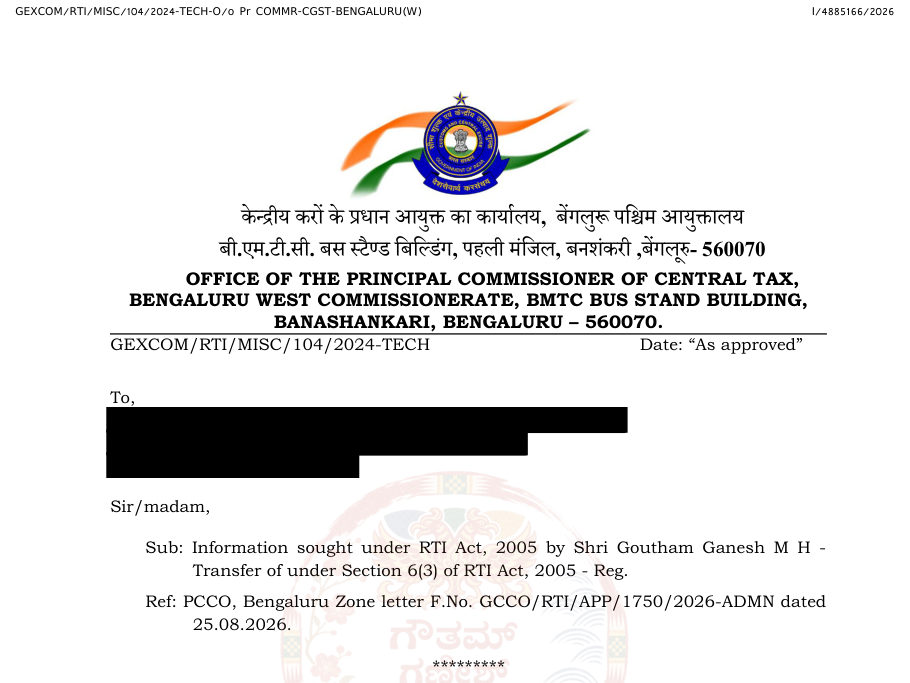 GEXCOM/RTI/MISC/104/2024-TECH-O/o Pr COMMR-CGST-BENGALURU(W) I/4885166/2026
केन्द्रीय करों के प्रधान आयुक्त का कार्यालय, बेंगलुरू पश्चिम आयुक्तालय
बी.एम.टी.सी. बस स्टैण्ड बिल्डिंग, पहली मंजिल, बनशंकरी ,बेंगलूरु- 560070
OFFICE OF THE PRINCIPAL COMMISSIONER OF CENTRAL TAX,
BENGALURU WEST COMMISSIONERATE, BMTC BUS STAND BUILDING,
BANASHANKARI, BENGALURU – 560070.
GEXCOM/RTI/MISC/104/2024-TECH Date: “As approved”
To,
Sir/madam,
Sub: Information sought under RTI Act, 2005 by Shri Goutham Ganesh M H -
Transfer of under Section 6(3) of RTI Act, 2005 - Reg.
Ref: PCCO, Bengaluru Zone letter F.No. GCCO/RTI/APP/1750/2026-ADMN dated
25.08.2026.
ಗೌತಮ್
ಗಣೇಶ್
*********